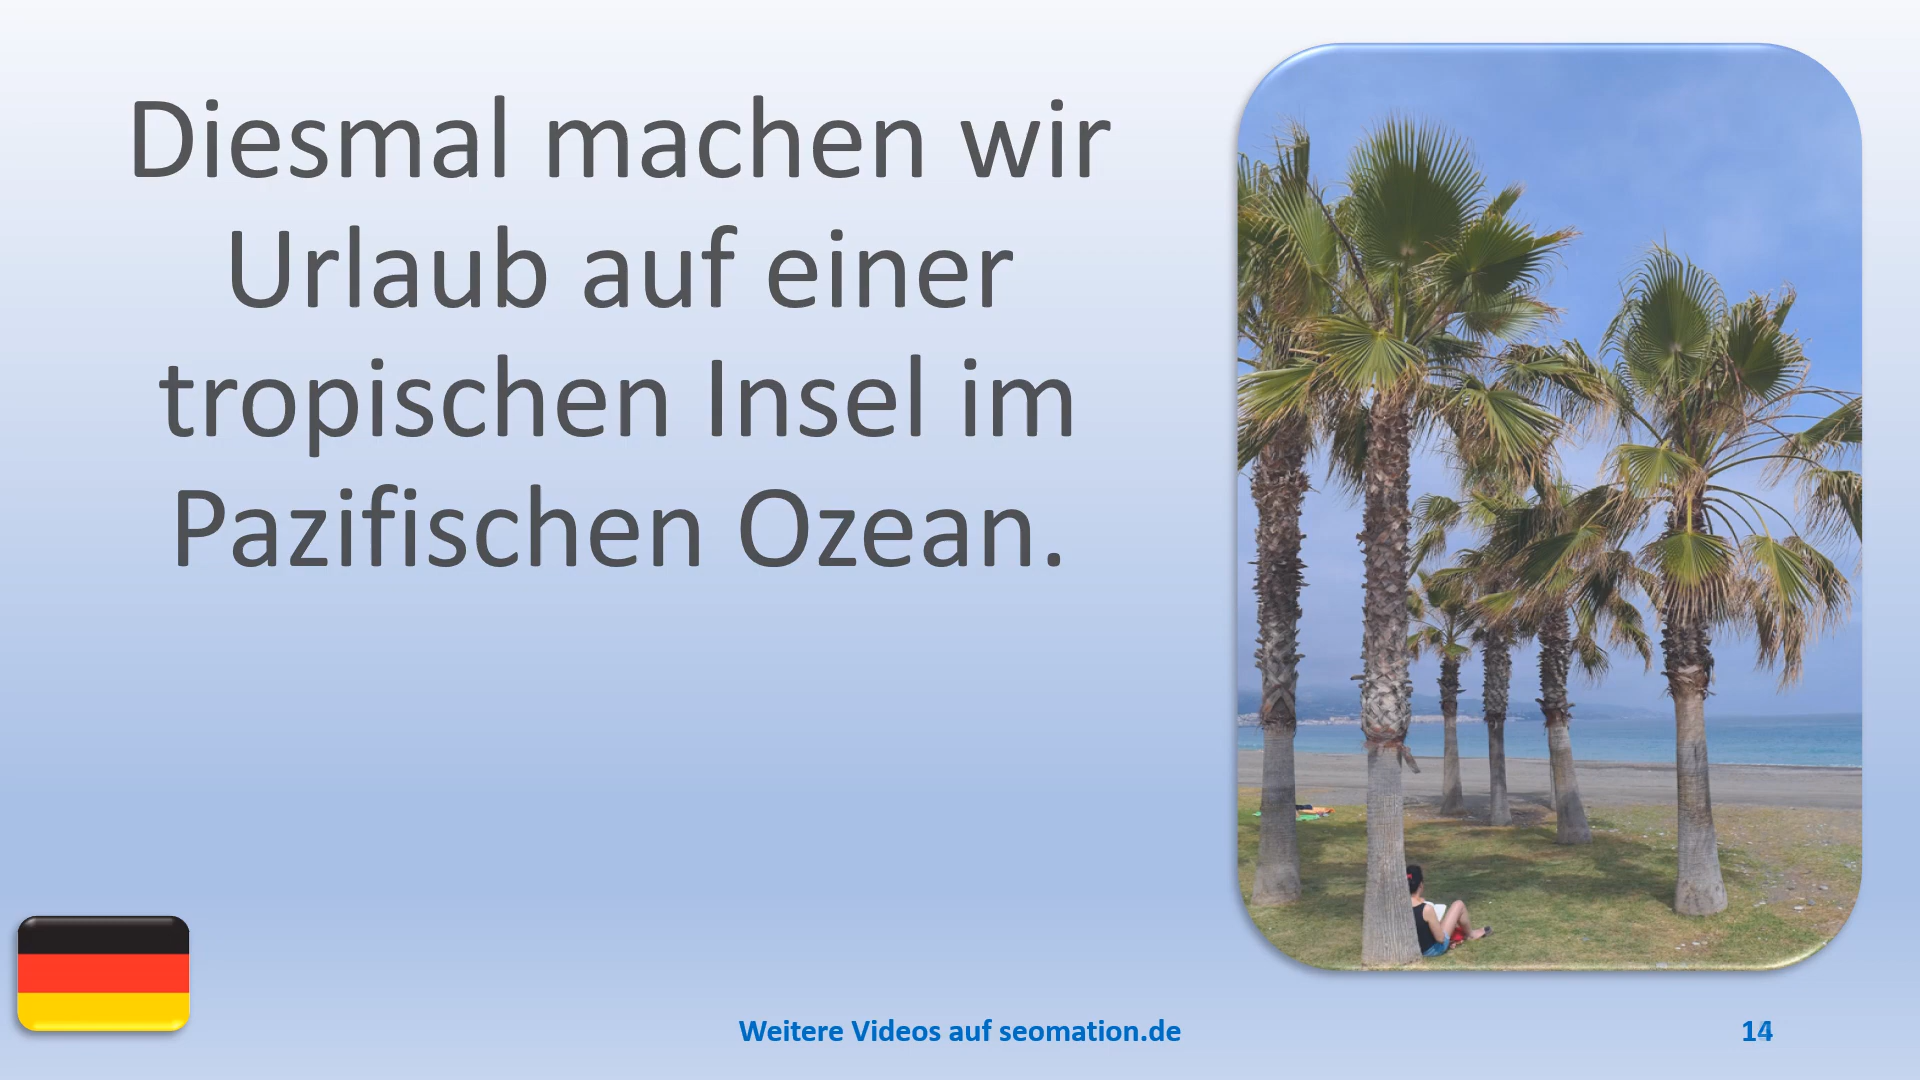 Diesmal machen wir
Urlaub auf einer
tropischen Insel im
Pazifischen Ozean.
Weitere Videos auf seomation.de
14